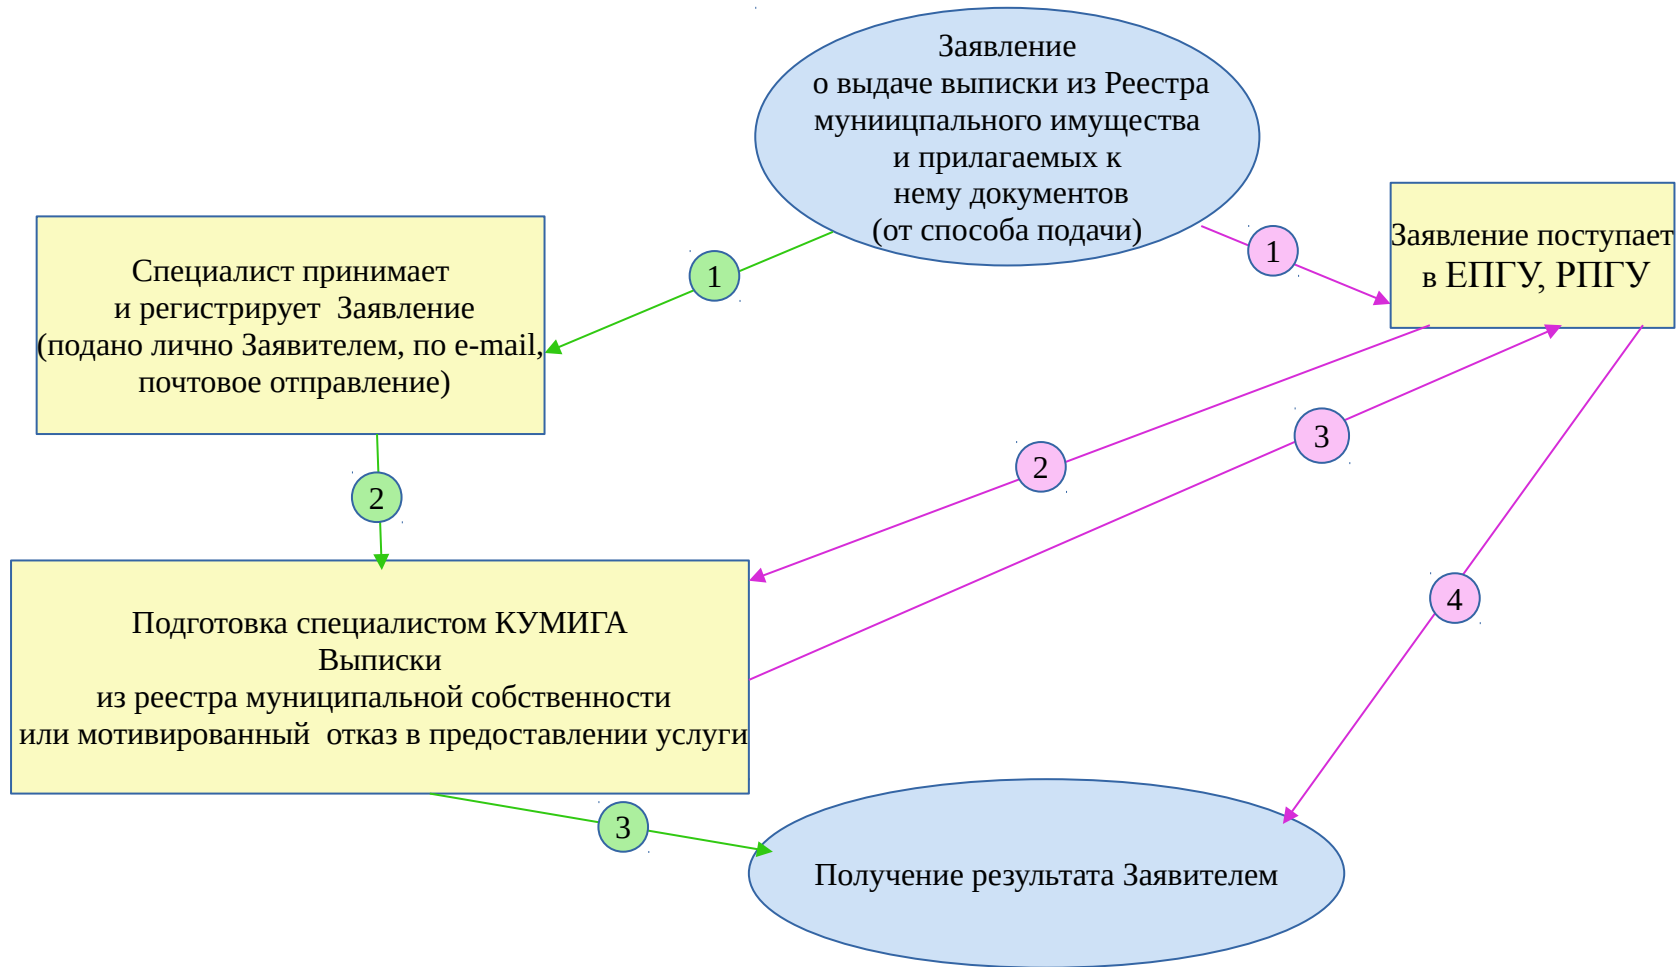 Заявление
о выдаче выписки из Реестра
муниицпального имущества
и прилагаемых к
нему документов
(от способа подачи)
1
1
Заявление поступает
в ЕПГУ, РПГУ
Специалист принимает
и регистрирует Заявление
(подано лично Заявителем, по e-mail,
почтовое отправление)
2
3
2
4
Подготовка специалистом КУМИГА
Выписки
из реестра муниципальной собственности
или мотивированный отказ в предоставлении услуги
3
Получение результата Заявителем